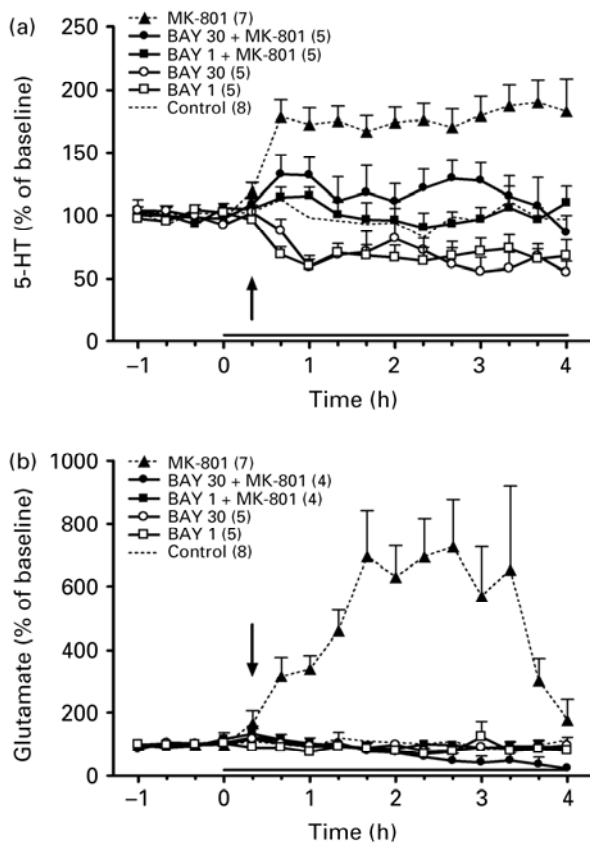 (a)
MK-801 (7)
BAY 30 + MK-801 (5)
BAY 1 + MK-801 (5)
BAY 30 (5)
BAY 1 (5)
Control (8)
250
200
150
100
50
0
5-HT (% of baseline)
–1 0 1 2 3 4
Time (h)
(b)
MK-801 (7)
BAY 30 + MK-801 (4)
BAY 1 + MK-801 (4)
BAY 30 (5)
BAY 1 (5)
Control (8)
1000
800
600
400
200
0
Glutamate (% of baseline)
–1 0 1 2 3 4
Time (h)